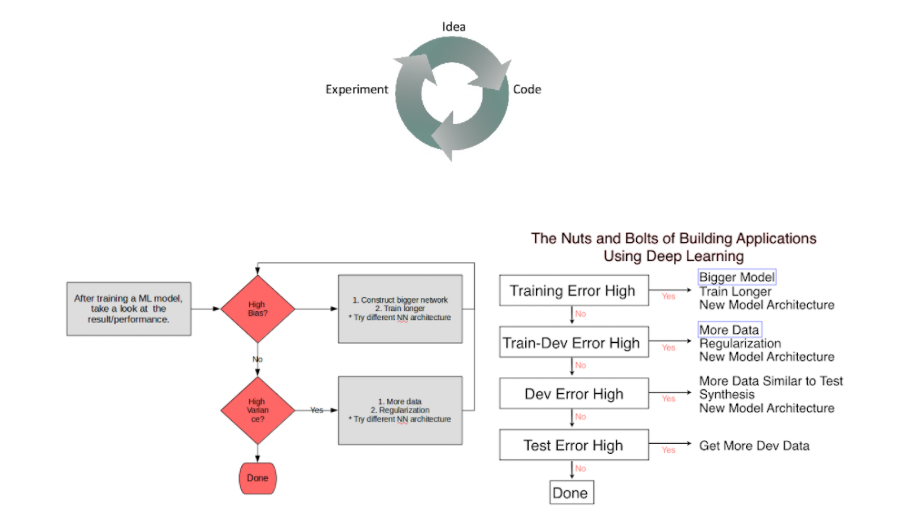 Idea
Experiment
Code
After training a ML model,
take a look at the
result/performance.
High
Bias?
1. Construct bigger network
2. Train longer
* Try different NN architecture
No
High
Varian
ce?
Yes
1. More data
2. Regularization
* Try different NN architecture
Done
The Nuts and Bolts of Building Applications
Using Deep Learning
Training Error High
Yes
Bigger Model
Train Longer
New Model Architecture
No
Train-Dev Error High
Yes
More Data
Regularization
New Model Architecture
No
Dev Error High
Yes
More Data Similar to Test
Synthesis
New Model Architecture
No
Test Error High
Yes
Get More Dev Data
No
Done